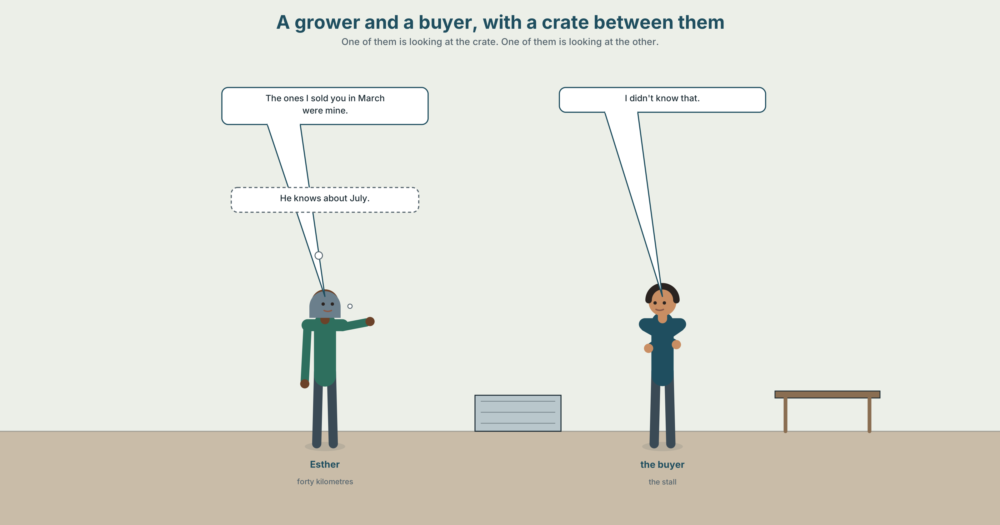 A grower and a buyer, with a crate between them
One of them is looking at the crate. One of them is looking at the other.
The ones I sold you in March
were mine.
I didn't know that.
He knows about July.
Esther
forty kilometres
the buyer
the stall